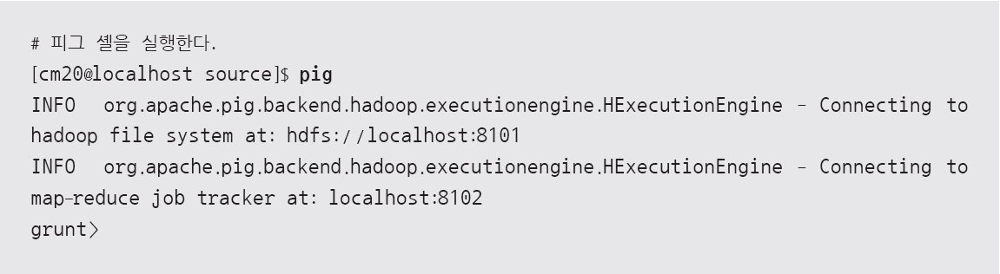 # 피그 셸을 실행한다.
[cm20@localhost source]$ pig
INFO org.apache.pig.backend.hadoop.executionengine.HExecutionEngine - Connecting to
hadoop file system at: hdfs://localhost:8101
INFO org.apache.pig.backend.hadoop.executionengine.HExecutionEngine - Connecting to
map-reduce job tracker at: localhost:8102
grunt>